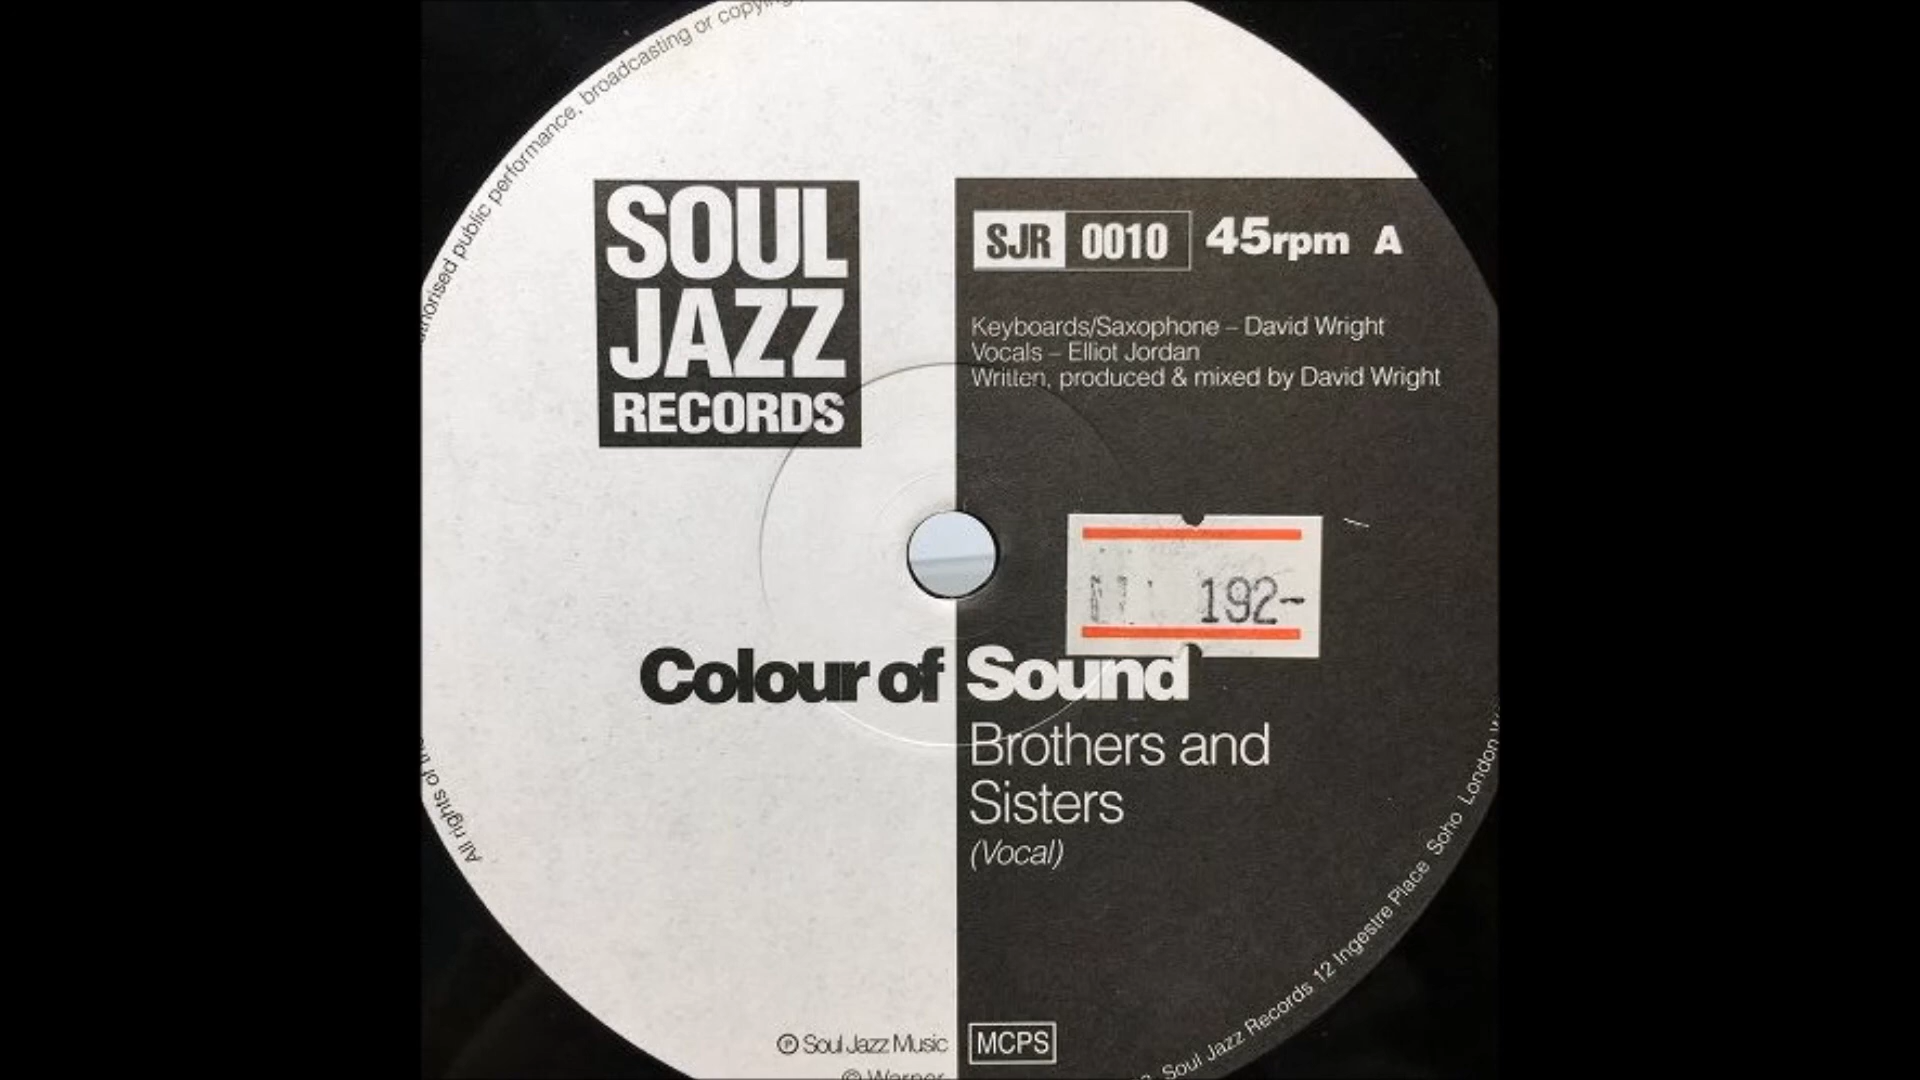 uthorised public performance, broadcasting or copying
SOUL
JAZZ
RECORDS
SJR 0010 45rpm A
Keyboards/Saxophone – David Wright
Vocals – Elliot Jordan
Written, produced & mixed by David Wright
192-
Colour of Sound
Brothers and
Sisters
(Vocal)
All rights of
℗ Soul Jazz Music
© Warner
MCPS
Soul Jazz Records 12 Ingestre Place Soho London